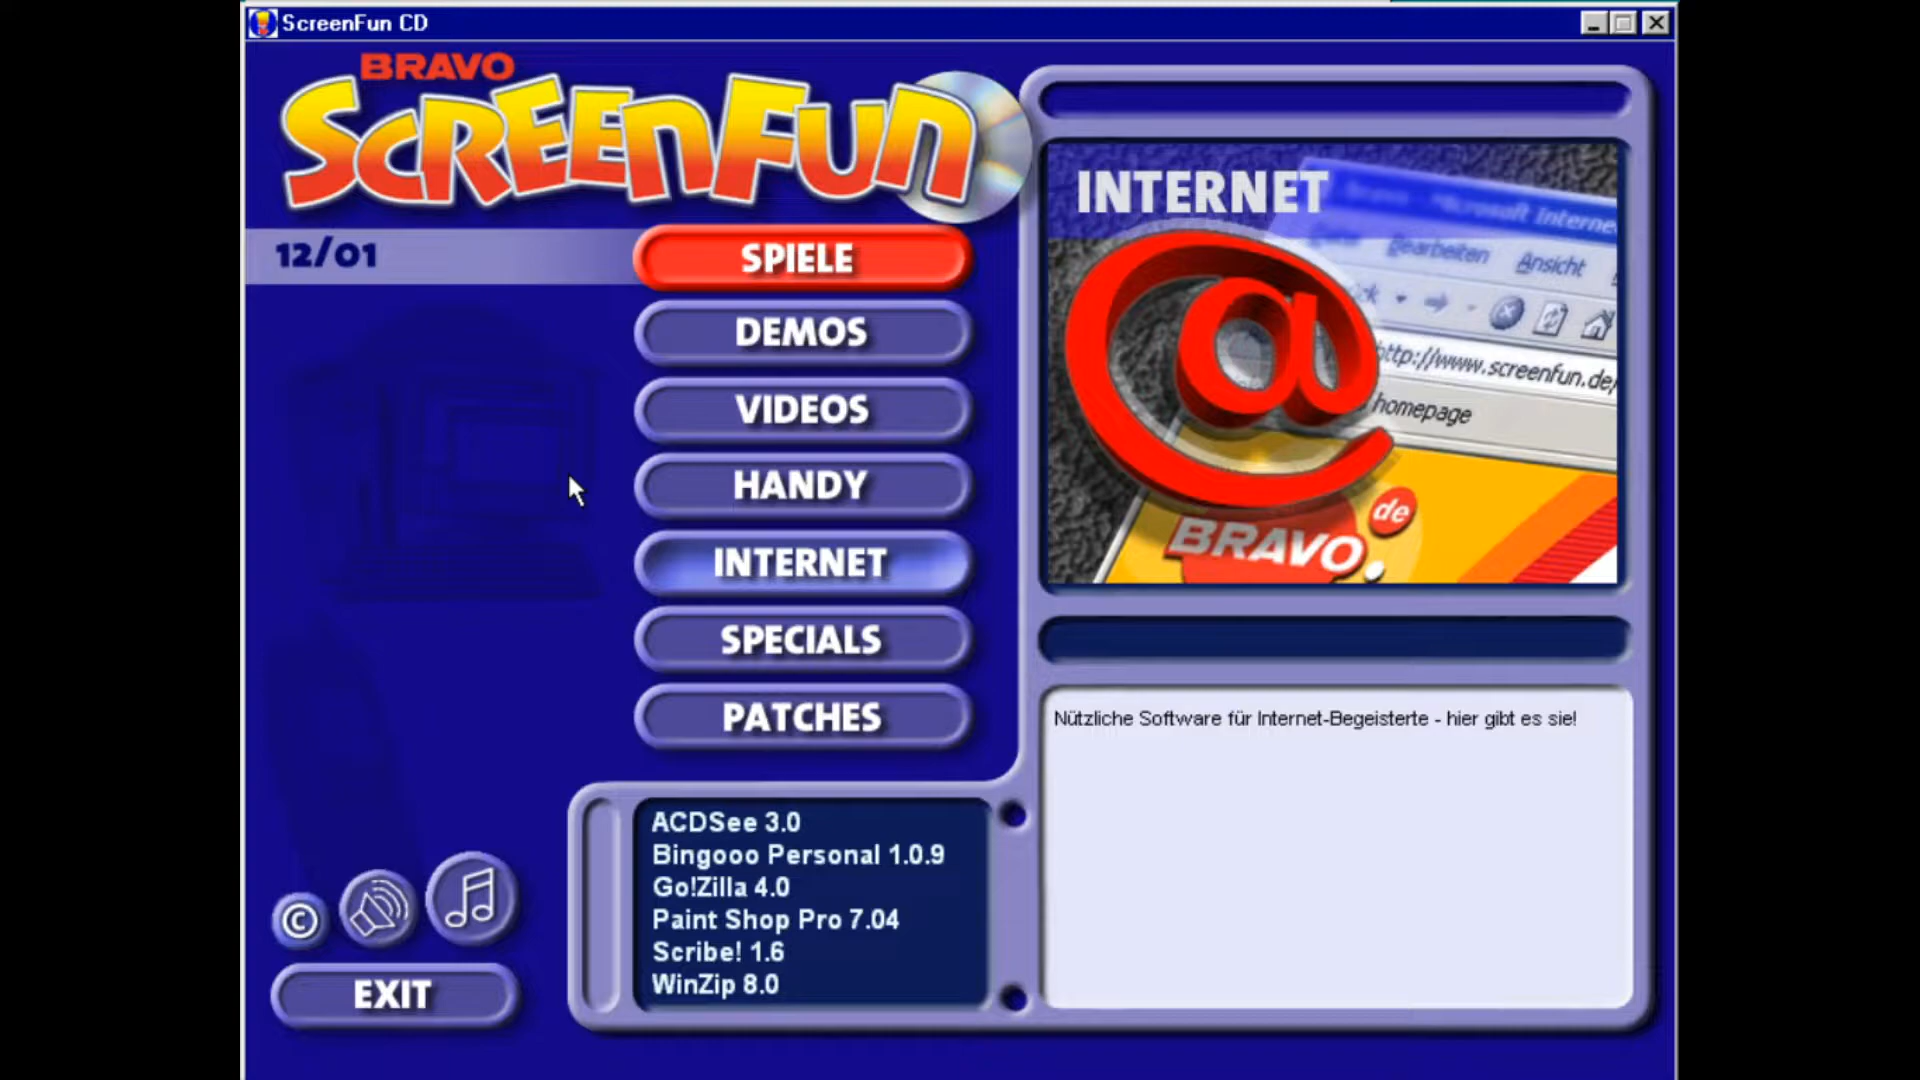 ScreenFun CD
BRAVO
SCREENFUN
12/01
SPIELE
DEMOS
VIDEOS
HANDY
INTERNET
SPECIALS
PATCHES
ACDSee 3.0
Bingooo Personal 1.0.9
Go!Zilla 4.0
Paint Shop Pro 7.04
Scribe! 1.6
WinZip 8.0
©
EXIT
INTERNET
Microsoft Interne
Bearbeiten Ansicht
http://www.screenfun.de/
homepage
BRAVO.de
Nützliche Software für Internet-Begeisterte - hier gibt es sie!